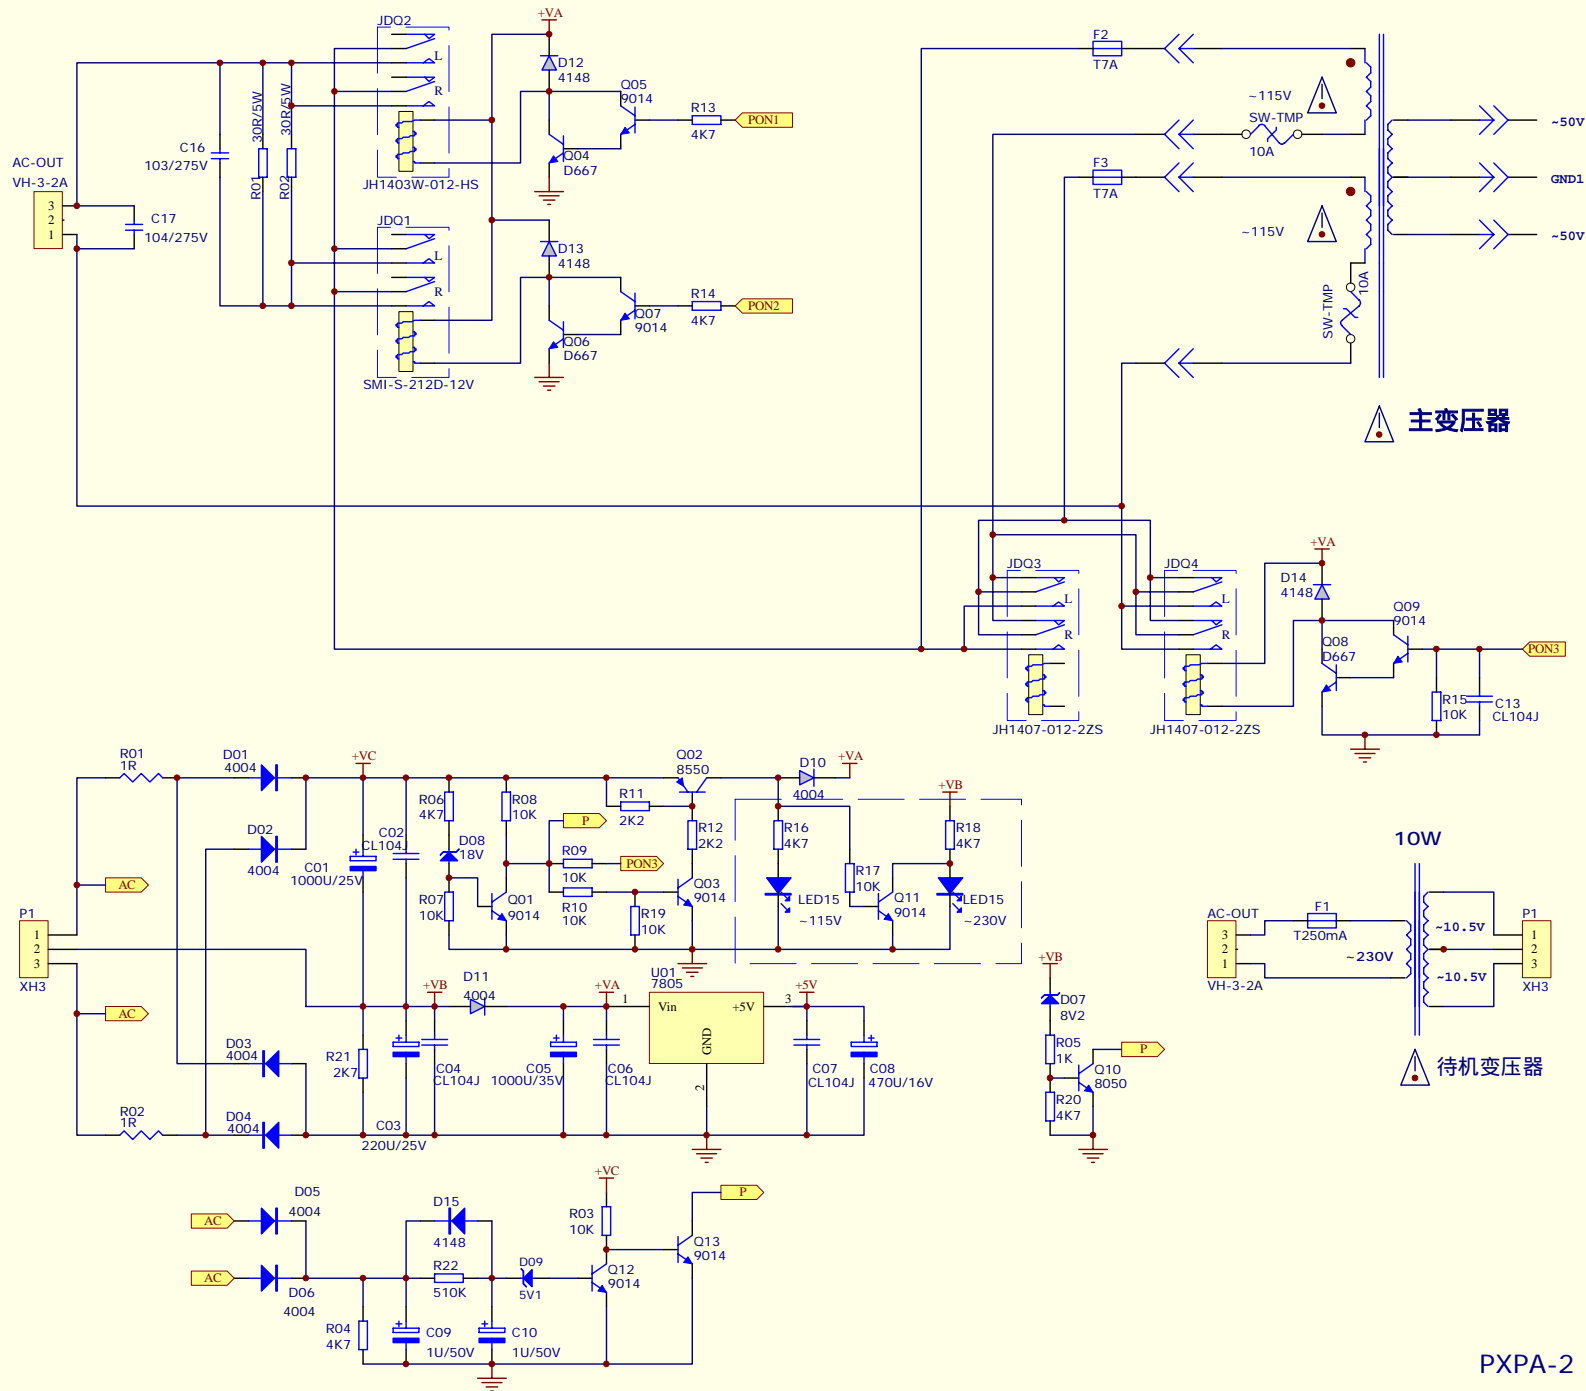 JDQ2
+VA
L
R
D12
4148
Q05
9014
R13
4K7
PON1
Q04
D667
JH1403W-012-HS
30R/5W
30R/5W
R01
R02
C16
103/275V
AC-OUT
VH-3-2A
3
2
1
C17
104/275V
JDQ1
L
R
D13
4148
Q07
9014
R14
4K7
PON2
Q06
D667
SMI-S-212D-12V
F2
T7A
~115V
SW-TMP
10A
F3
T7A
~115V
SW-TMP
10A
~50V
GND1
~50V
主变压器
JDQ3
L
R
JH1407-012-2ZS
JDQ4
L
R
JH1407-012-2ZS
+VA
D14
4148
Q09
9014
Q08
D667
PON3
R15
10K
C13
CL104J
R01
1R
D01
4004
D02
4004
+VC
C01
1000U/25V
C02
CL104J
R06
4K7
D08
18V
R07
10K
R08
10K
Q01
9014
P
R09
10K
PON3
R10
10K
R11
2K2
Q02
8550
R12
2K2
Q03
9014
R19
10K
D10
4004
+VA
R16
4K7
LED15
~115V
R17
10K
Q11
9014
+VB
R18
4K7
LED15
~230V
AC
P1
1
2
3
XH3
AC
D03
4004
R02
1R
D04
4004
R21
2K7
C03
220U/25V
+VB
C04
CL104J
D11
4004
C05
1000U/35V
+VA
C06
CL104J
U01
7805
1
Vin
+5V
GND
2
3
+5V
C07
CL104J
C08
470U/16V
+VB
D07
8V2
R05
1K
P
Q10
8050
R20
4K7
10W
AC-OUT
3
2
1
VH-3-2A
F1
T250mA
~230V
~10.5V
~10.5V
P1
1
2
3
XH3
待机变压器
AC
D05
4004
AC
D06
4004
R04
4K7
D15
4148
R22
510K
C09
1U/50V
C10
1U/50V
D09
5V1
+VC
R03
10K
Q12
9014
Q13
9014
P
PXPA-2